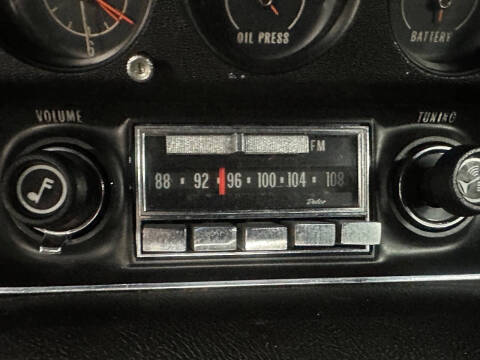 OIL PRESS
BATTERY
VOLUME
TUNING
FM
88 · 92 · 96 · 100 · 104 · 108
Delco